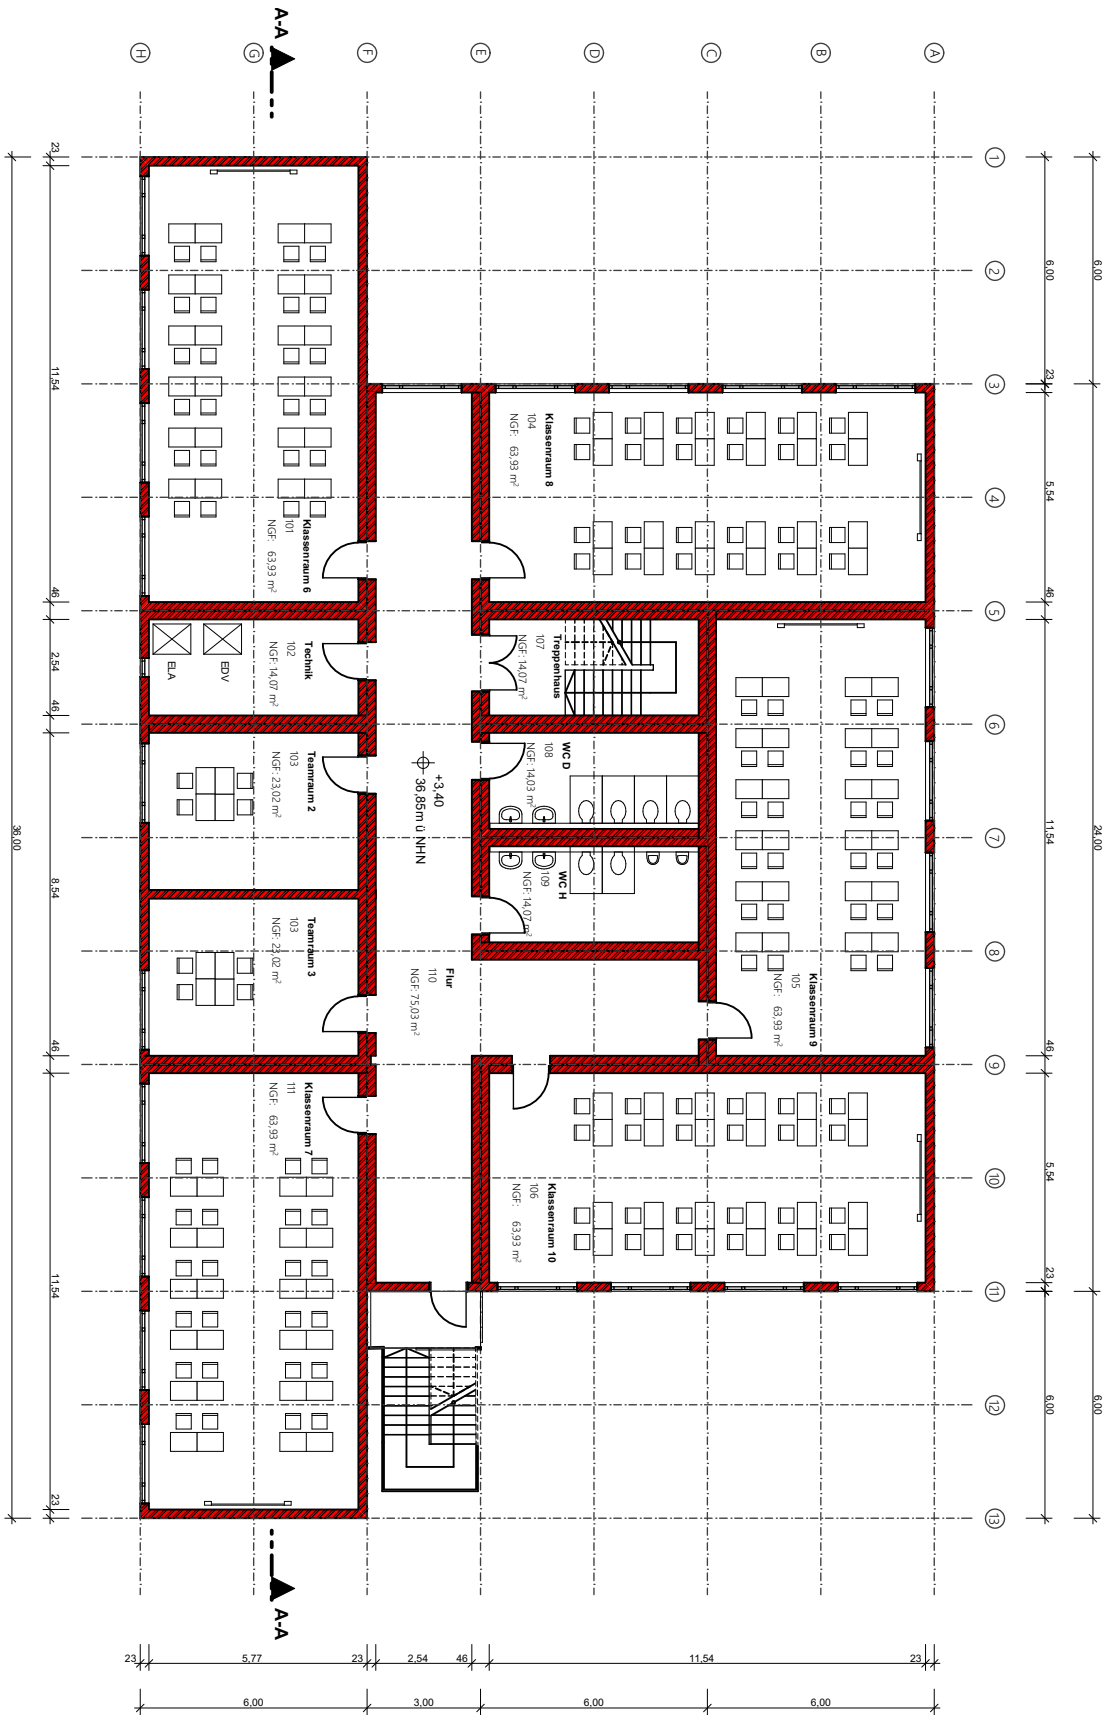 A-A
H
G
F
E
D
C
B
A
1
2
3
4
5
6
7
8
9
10
11
12
13
6,00
24,00
6,00
6,00
23
5,54
46
11,54
46
5,54
23
6,00
Klassenraum 8
104
NGF: 63,93 m²
Klassenraum 6
101
NGF: 63,93 m²
Technik
102
NGF: 14,07 m²
EDV
ELA
Treppenhaus
107
NGF: 14,07 m²
WC D
108
NGF: 14,03 m²
Teamraum 2
103
NGF: 23,02 m²
+3,40
36,85m ü NHN
WC H
109
NGF: 14,07 m²
Teamraum 3
103
NGF: 23,02 m²
Flur
110
NGF: 75,03 m²
Klassenraum 9
105
NGF: 63,93 m²
Klassenraum 7
111
NGF: 63,93 m²
Klassenraum 10
106
NGF: 63,93 m²
23
11,54
46
2,54
46
8,54
46
11,54
23
36,00
A-A
23
5,77
23
2,54
46
11,54
23
6,00
3,00
6,00
6,00